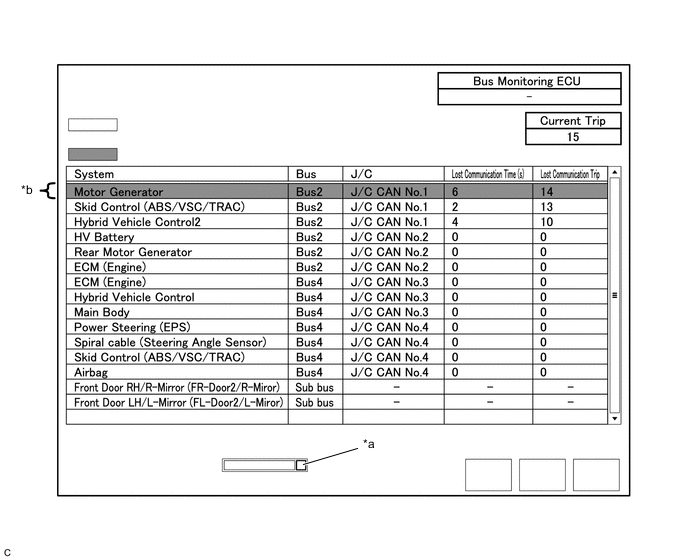 Bus Monitoring ECU
-
Current Trip
15
System Bus J/C Lost Communication Time (s) Lost Communication Trip
*b
Motor Generator Bus2 J/C CAN No.1 6 14
Skid Control (ABS/VSC/TRAC) Bus2 J/C CAN No.1 2 13
Hybrid Vehicle Control2 Bus2 J/C CAN No.1 4 10
HV Battery Bus2 J/C CAN No.2 0 0
Rear Motor Generator Bus2 J/C CAN No.2 0 0
ECM (Engine) Bus2 J/C CAN No.2 0 0
ECM (Engine) Bus4 J/C CAN No.3 0 0
Hybrid Vehicle Control Bus4 J/C CAN No.3 0 0
Main Body Bus4 J/C CAN No.3 0 0
Power Steering (EPS) Bus4 J/C CAN No.4 0 0
Spiral cable (Steering Angle Sensor) Bus4 J/C CAN No.4 0 0
Skid Control (ABS/VSC/TRAC) Bus4 J/C CAN No.4 0 0
Airbag Bus4 J/C CAN No.4 0 0
Front Door RH/R-Mirror (FR-Door2/R-Miror) Sub bus - - -
Front Door LH/L-Mirror (FL-Door2/L-Miror) Sub bus - - -
*a
C